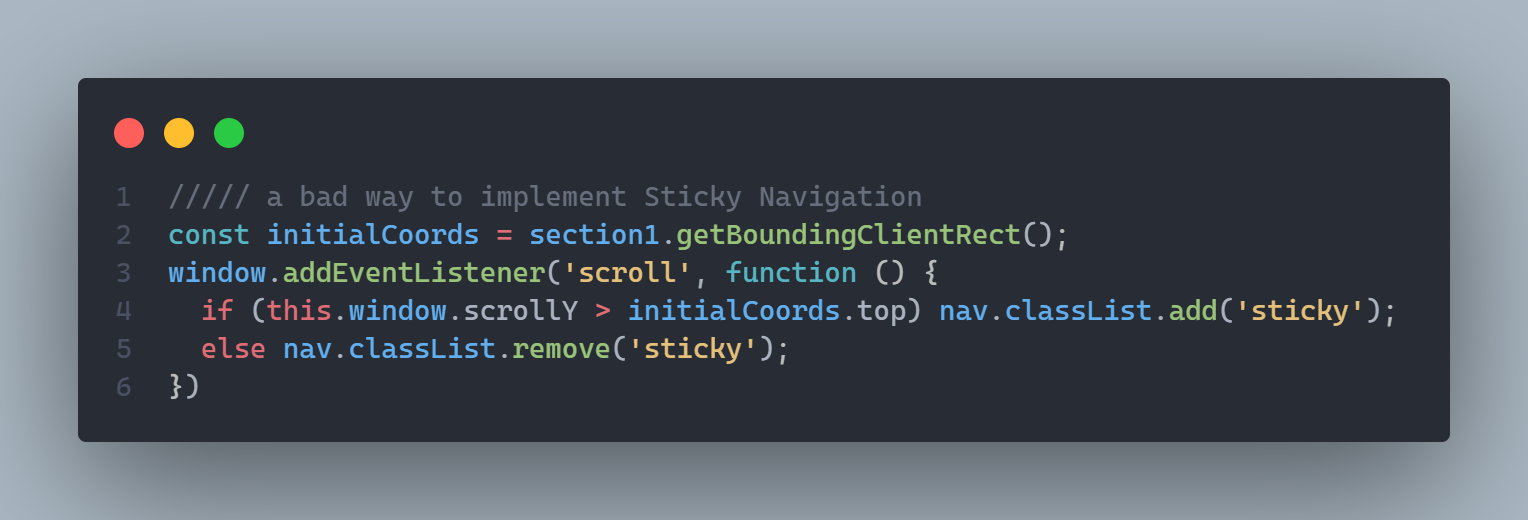 1 ///// a bad way to implement Sticky Navigation
2 const initialCoords = section1.getBoundingClientRect();
3 window.addEventListener('scroll', function () {
4   if (this.window.scrollY > initialCoords.top) nav.classList.add('sticky');
5   else nav.classList.remove('sticky');
6 })